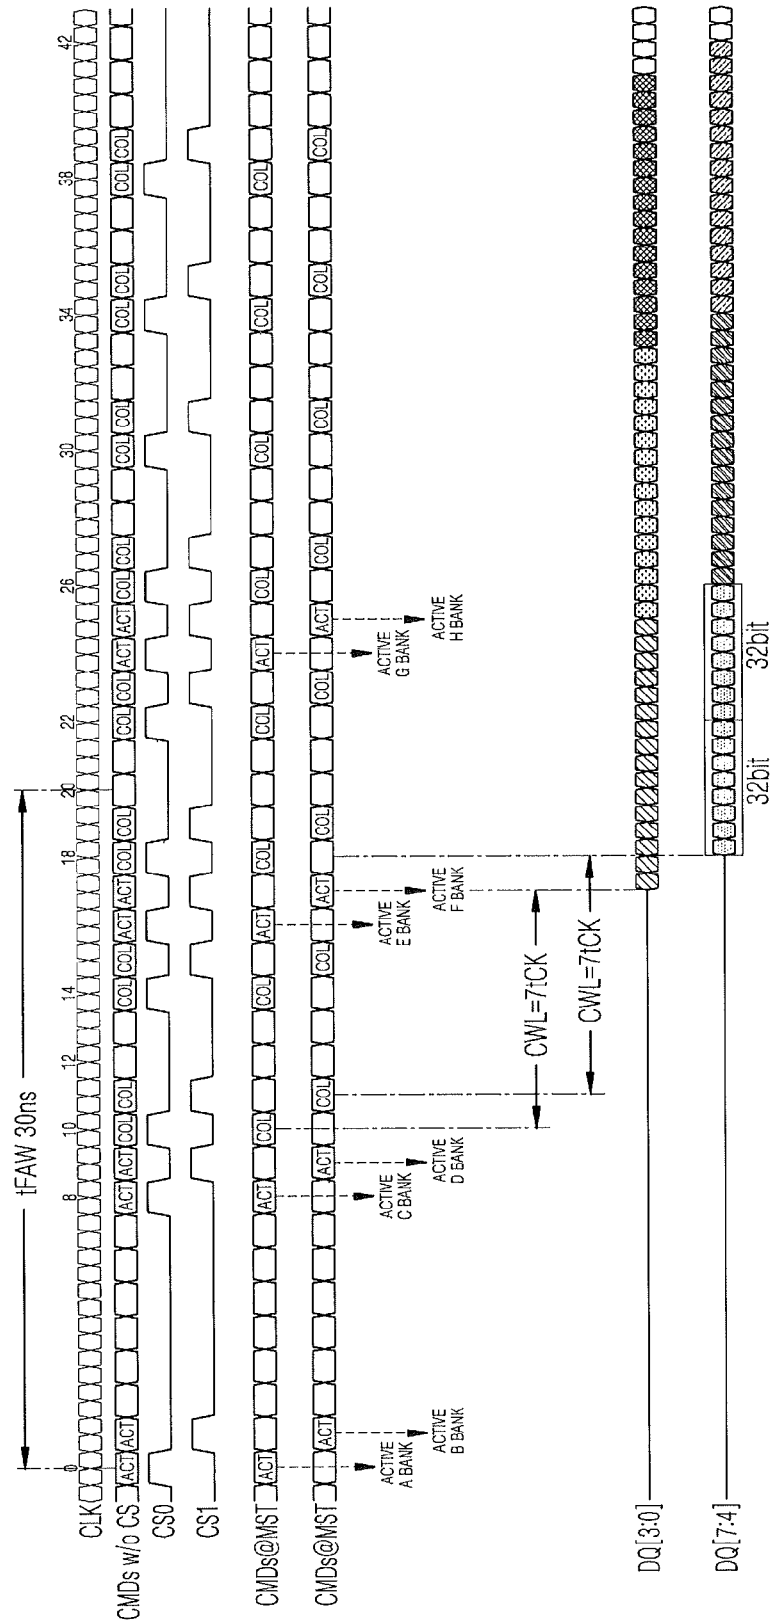 tFAW 30ns
0 8 10 12 14 18 20 22 26 30 34 38 42
CLK
CMDs w/o CS ACT ACT ACT ACT COL COL COL COL ACT ACT COL COL COL COL ACT ACT COL COL COL COL COL COL COL COL
CS0
CS1
CMDs@MST ACT ACT COL COL ACT COL COL ACT COL COL COL COL
CMDs@MST ACT ACT COL COL ACT COL COL ACT COL COL COL COL
ACTIVE
A BANK
ACTIVE
B BANK
ACTIVE
C BANK
ACTIVE
D BANK
ACTIVE
E BANK
ACTIVE
F BANK
ACTIVE
G BANK
ACTIVE
H BANK
CWL=7tCK
CWL=7tCK
DQ[3:0]
DQ[7:4]
32bit 32bit